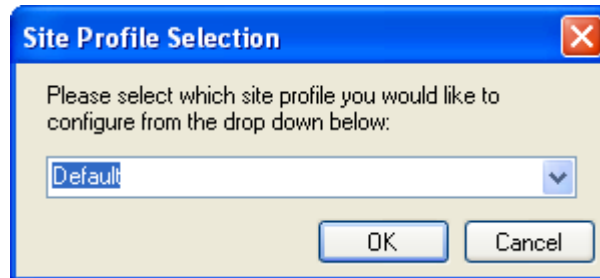 Site Profile Selection
Please select which site profile you would like to
configure from the drop down below:
Default
OK Cancel